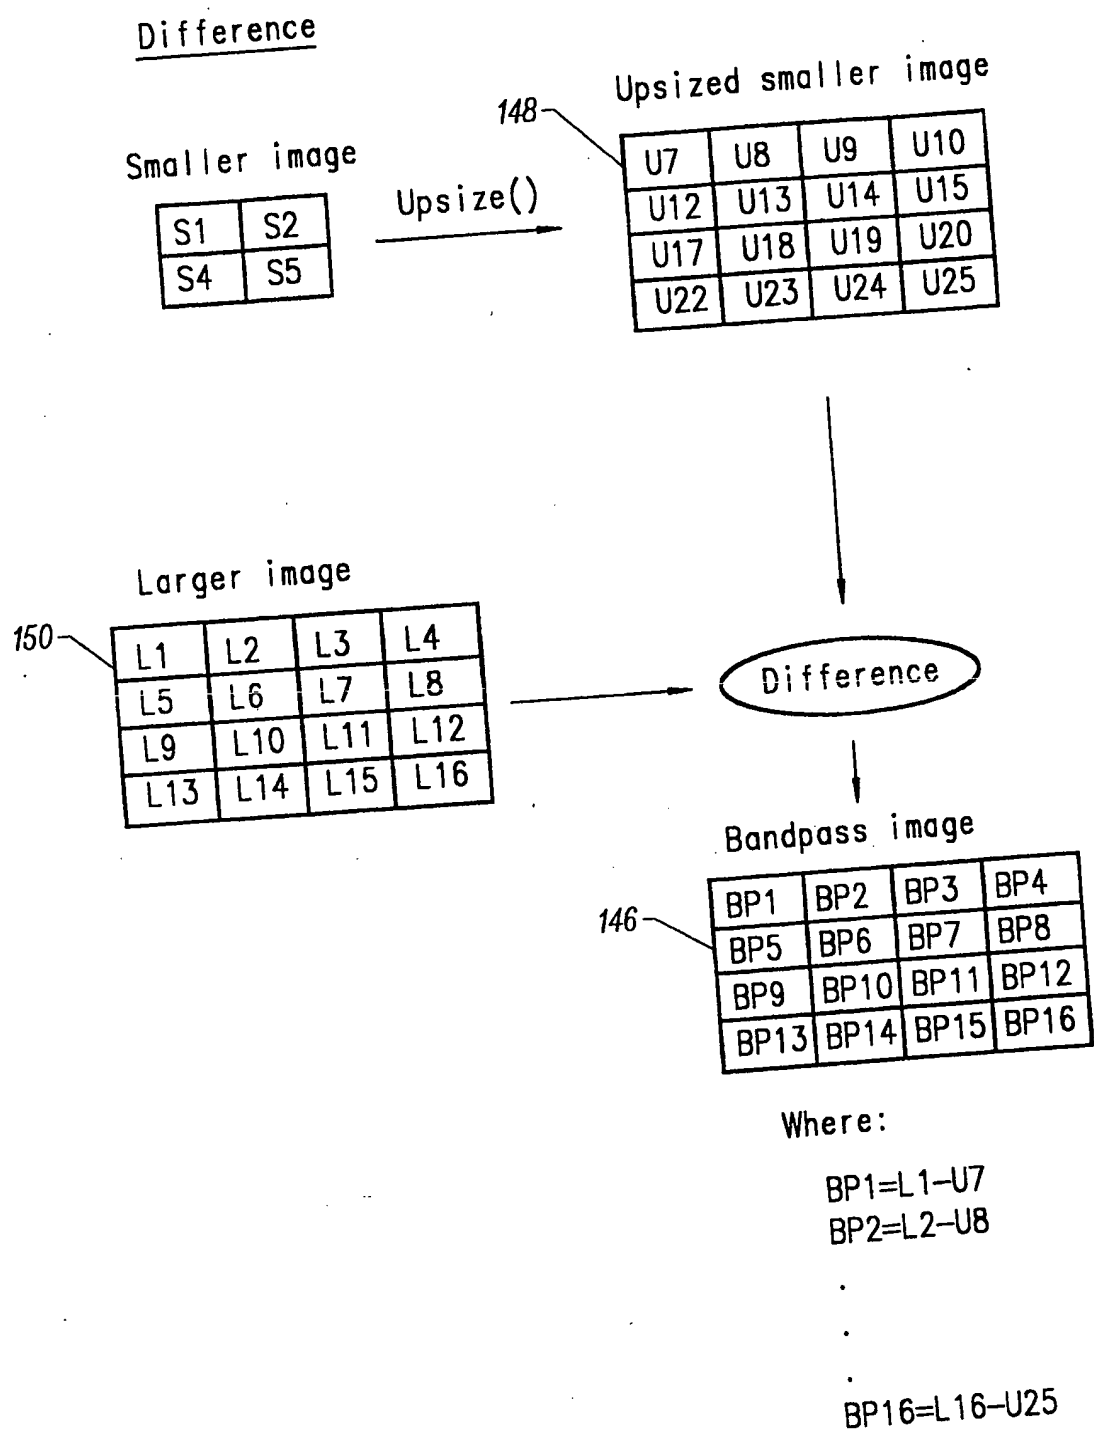 Difference
Upsized smaller image
148
U7 U8 U9 U10
U12 U13 U14 U15
U17 U18 U19 U20
U22 U23 U24 U25
Smaller image
S1 S2
S4 S5
Upsize()
Larger image
150
L1 L2 L3 L4
L5 L6 L7 L8
L9 L10 L11 L12
L13 L14 L15 L16
Difference
Bandpass image
146
BP1 BP2 BP3 BP4
BP5 BP6 BP7 BP8
BP9 BP10 BP11 BP12
BP13 BP14 BP15 BP16
Where:
BP1=L1-U7
BP2=L2-U8
.
.
.
BP16=L16-U25